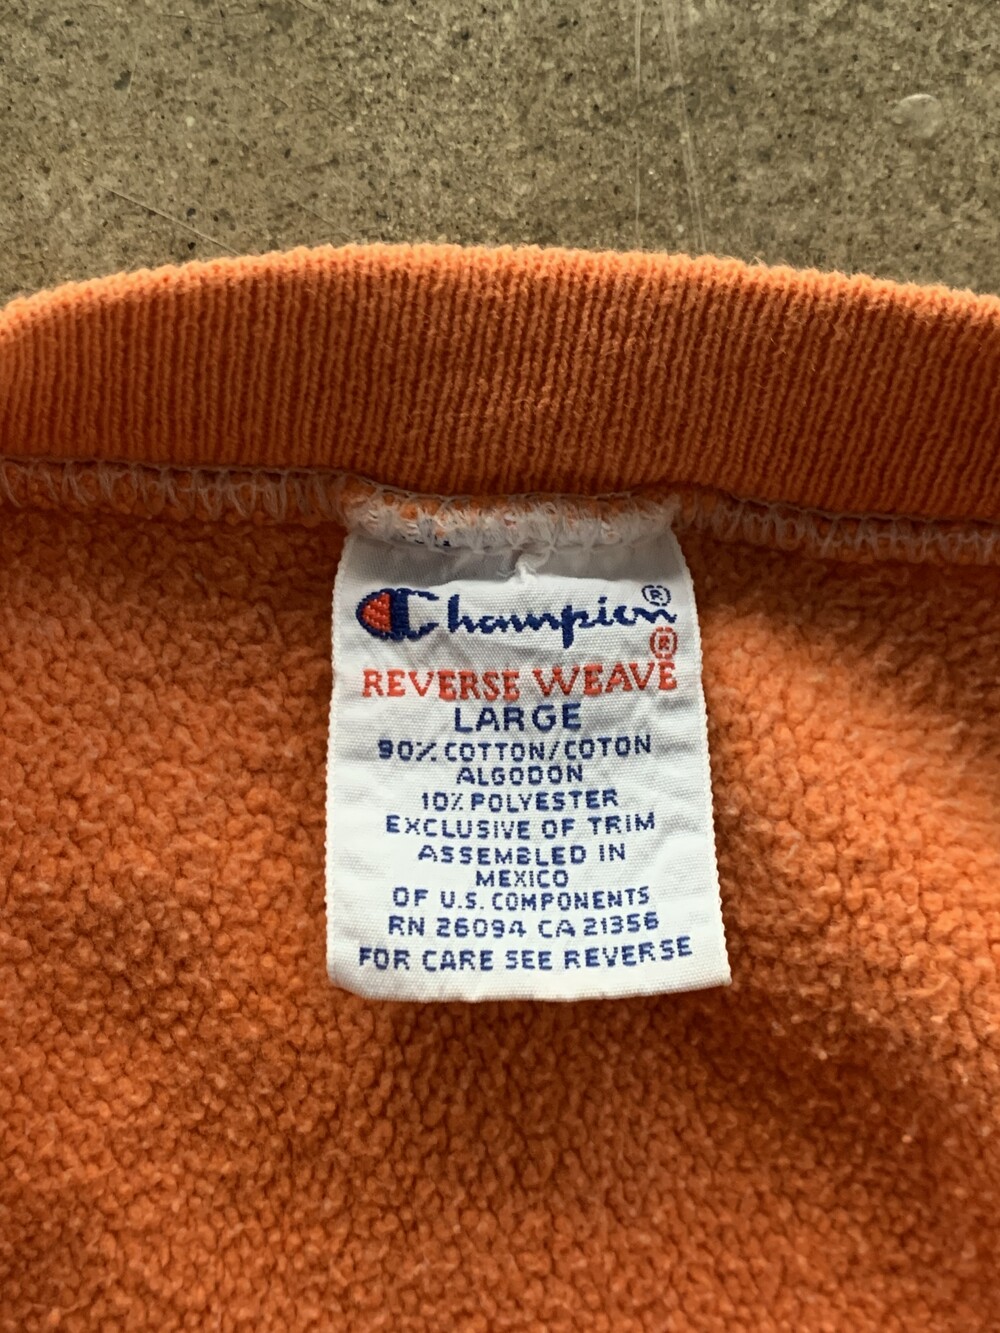 Champion®
REVERSE WEAVE®
LARGE
90% COTTON/COTON
ALGODON
10% POLYESTER
EXCLUSIVE OF TRIM
ASSEMBLED IN
MEXICO
OF U.S. COMPONENTS
RN 26094 CA 21356
FOR CARE SEE REVERSE